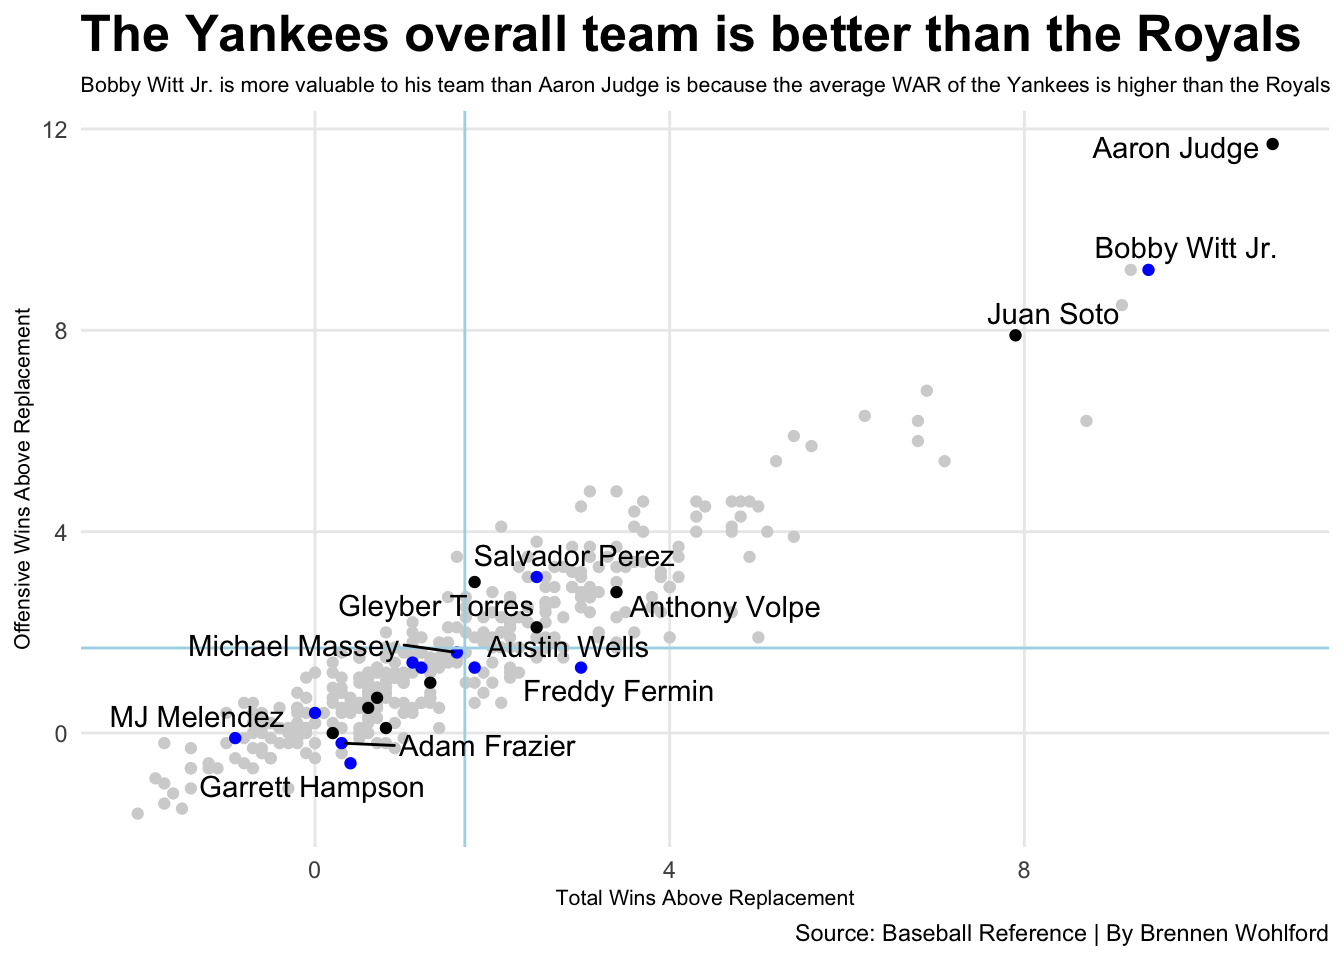 The Yankees overall team is better than the Royals
Bobby Witt Jr. is more valuable to his team than Aaron Judge is because the average WAR of the Yankees is higher than the Royals
12
Aaron Judge
Bobby Witt Jr.
Juan Soto
8
Offensive Wins Above Replacement
4
Salvador Perez
Gleyber Torres
Anthony Volpe
Michael Massey
Austin Wells
Freddy Fermin
MJ Melendez
0
Adam Frazier
Garrett Hampson
0 4 8
Total Wins Above Replacement
Source: Baseball Reference | By Brennen Wohlford